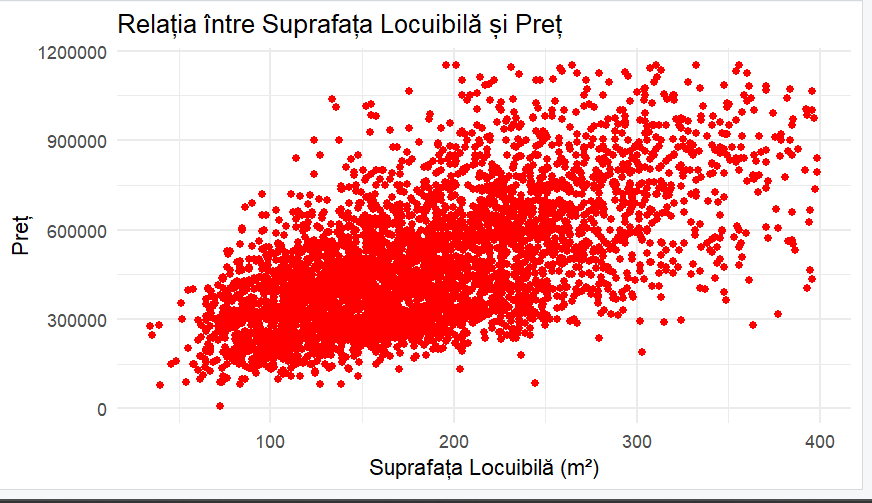 Relația între Suprafața Locuibilă și Preț
1200000
900000
600000
300000
0
Preț
100 200 300 400
Suprafața Locuibilă (m²)